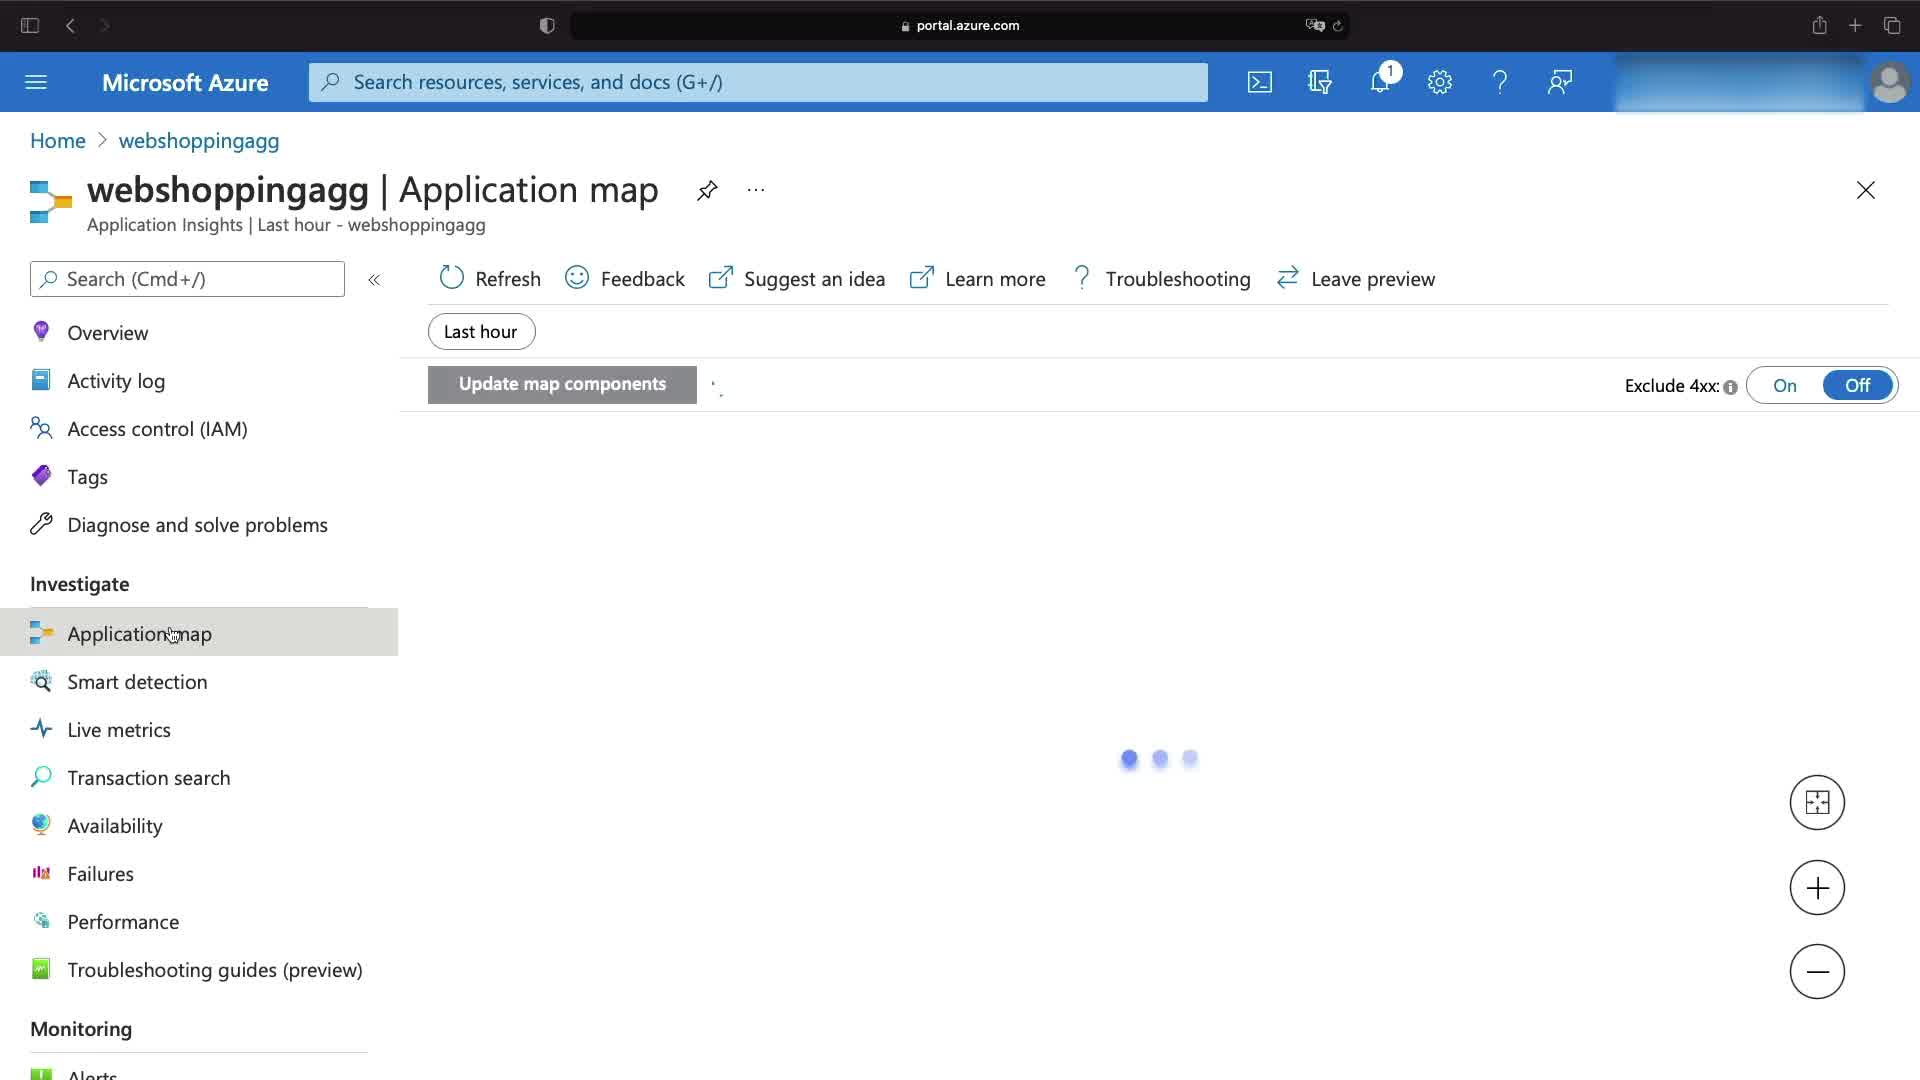 portal.azure.com
Microsoft Azure
Search resources, services, and docs (G+/)
1
Home > webshoppingagg
webshoppingagg | Application map
Application Insights | Last hour - webshoppingagg
Search (Cmd+/)
Refresh
Feedback
Suggest an idea
Learn more
Troubleshooting
Leave preview
Last hour
Update map components
Exclude 4xx:
On
Off
Overview
Activity log
Access control (IAM)
Tags
Diagnose and solve problems
Investigate
Application map
Smart detection
Live metrics
Transaction search
Availability
Failures
Performance
Troubleshooting guides (preview)
Monitoring
Alerts